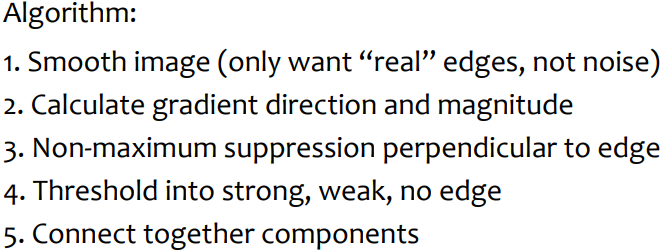 Algorithm:
1. Smooth image (only want “real” edges, not noise)
2. Calculate gradient direction and magnitude
3. Non-maximum suppression perpendicular to edge
4. Threshold into strong, weak, no edge
5. Connect together components